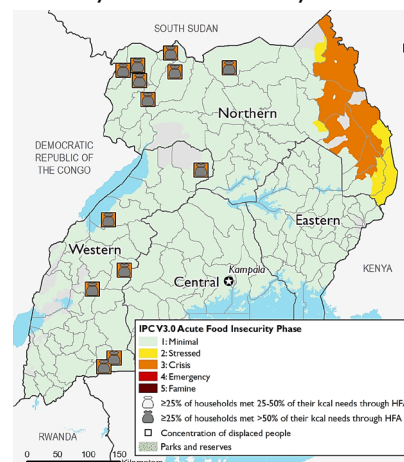 SOUTH SUDAN
Northern
DEMOCRATIC
REPUBLIC OF
THE CONGO
Eastern
Western
Kampala
Central
KENYA
IPC V3.0 Acute Food Insecurity Phase
1: Minimal
2: Stressed
3: Crisis
4: Emergency
5: Famine
≥25% of households met 25-50% of their kcal needs through HFA
≥25% of households met >50% of their kcal needs through HFA
Concentration of displaced people
Parks and reserves
RWANDA
0 50 100 150